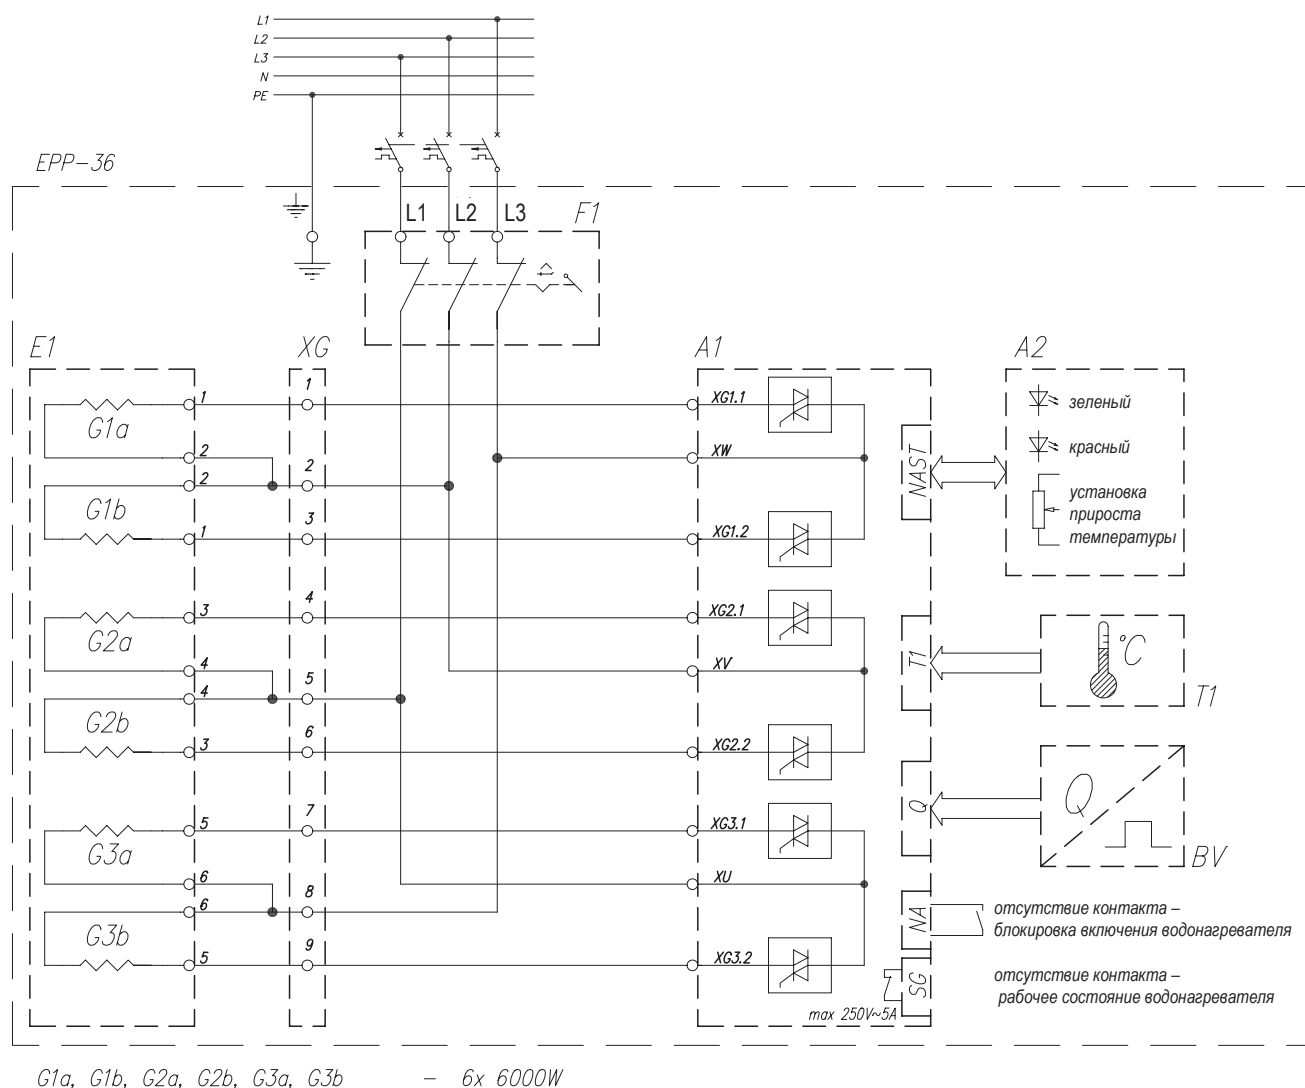 L1
L2
L3
N
PE
EPP-36
L1 L2 L3 F1
E1 XG A1 A2
1 1 XG1.1
G1a
зеленый
2 XW
красный
2 2
NAST
G1b
установка
прироста
температуры
3
1 XG1.2
4
3 XG2.1
G2a
T1
°C
4 XV
5
4
T1
G2b
6
3 XG2.2
Q
Q
7
5 XG3.1
G3a
BV
6 XU
8
6
NA
отсутствие контакта –
блокировка включения водонагревателя
G3b
9
5 XG3.2
SG
отсутствие контакта –
рабочее состояние водонагревателя
max 250V~5A
G1a, G1b, G2a, G2b, G3a, G3b – 6x 6000W